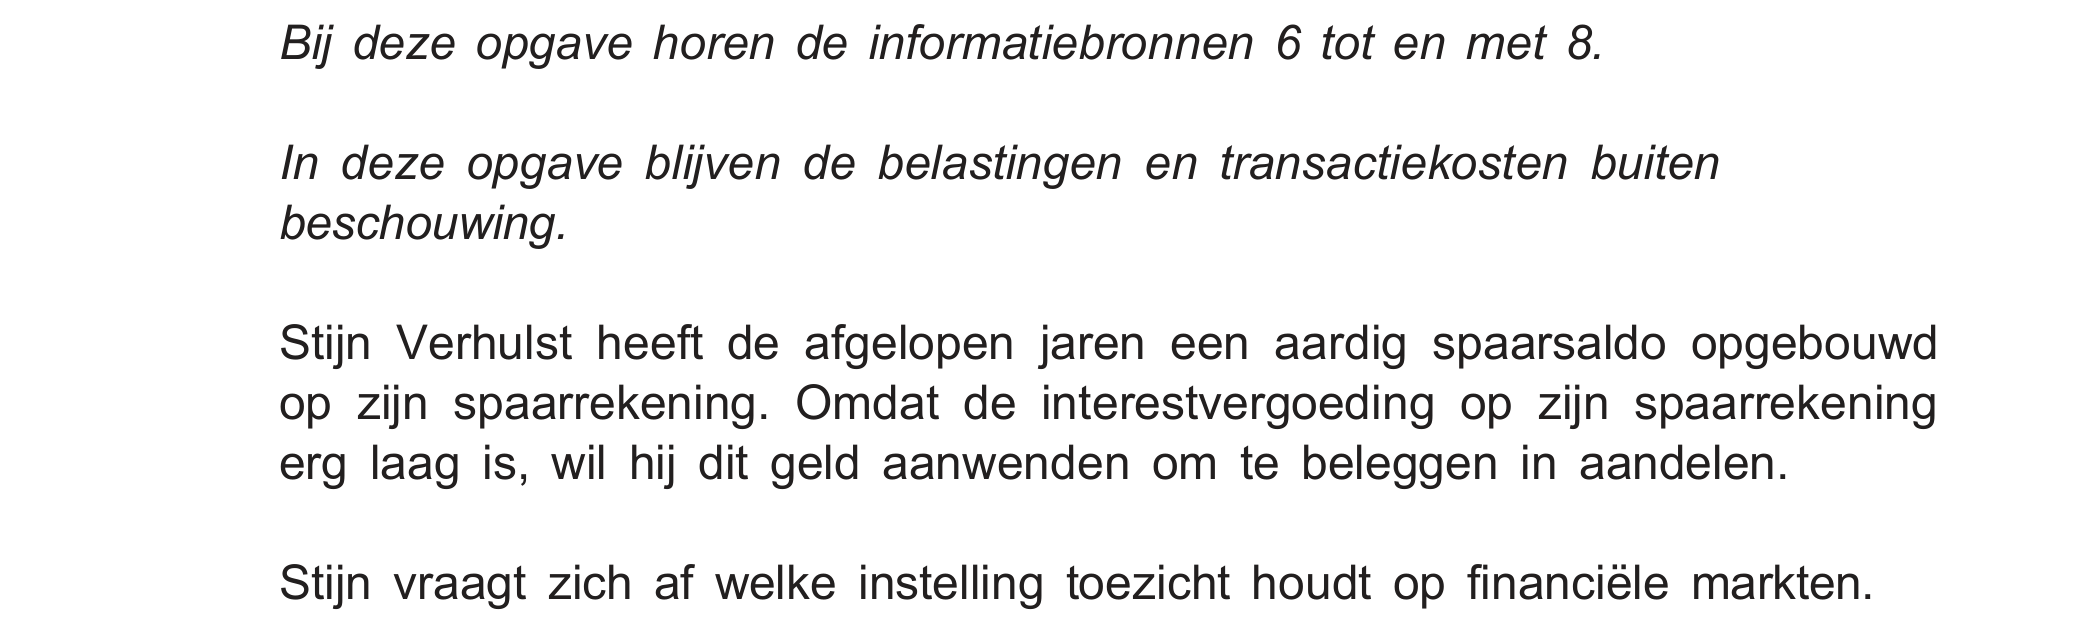 Bij deze opgave horen de informatiebronnen 6 tot en met 8.
In deze opgave blijven de belastingen en transactiekosten buiten
beschouwing.
Stijn Verhulst heeft de afgelopen jaren een aardig spaarsaldo opgebouwd
op zijn spaarrekening. Omdat de interestvergoeding op zijn spaarrekening
erg laag is, wil hij dit geld aanwenden om te beleggen in aandelen.
Stijn vraagt zich af welke instelling toezicht houdt op financiële markten.